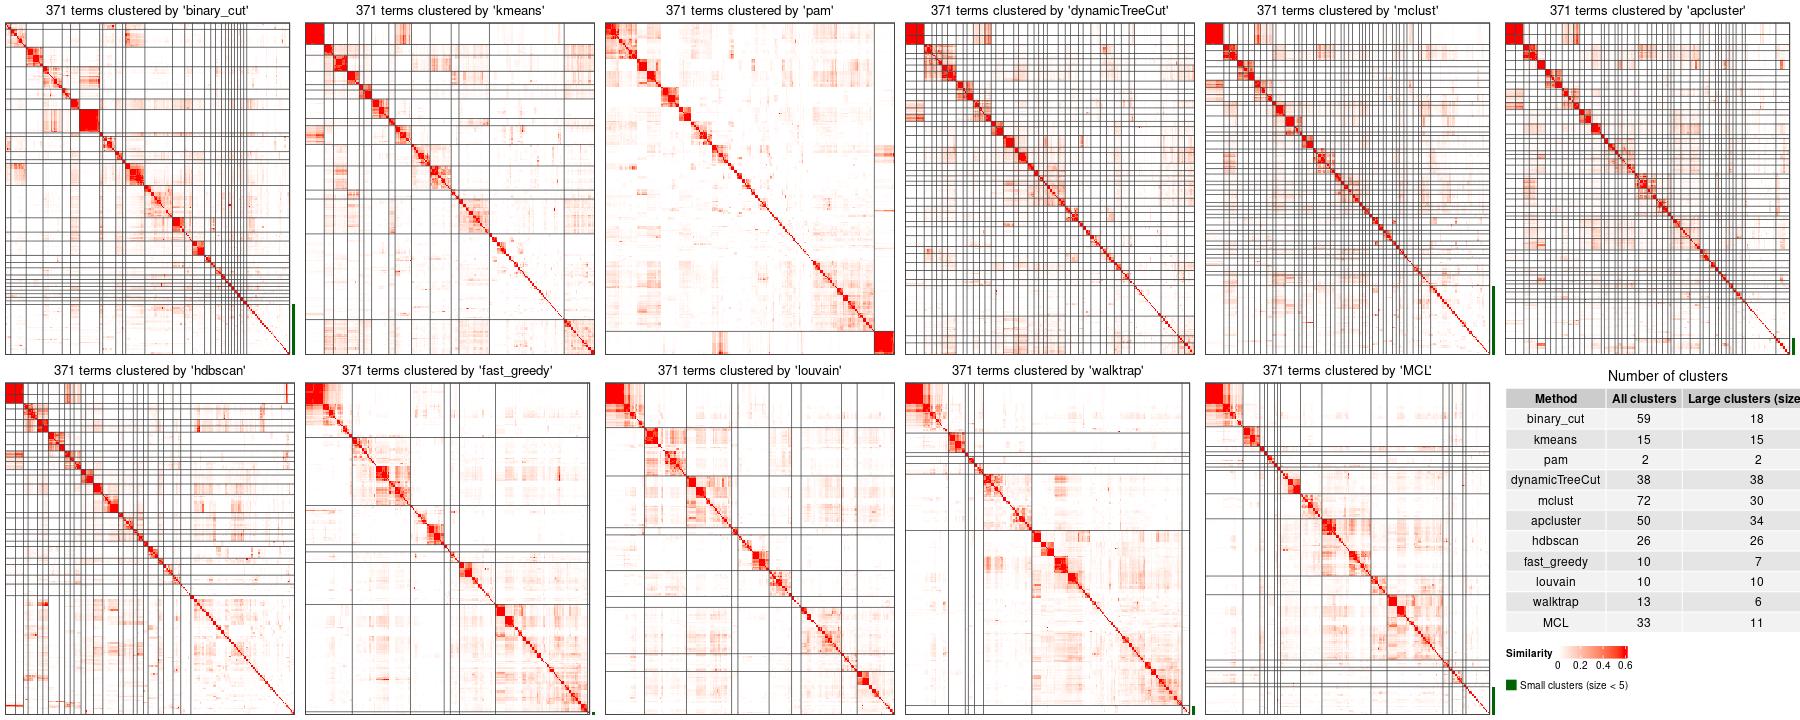 371 terms clustered by 'binary_cut'
371 terms clustered by 'kmeans'
371 terms clustered by 'pam'
371 terms clustered by 'dynamicTreeCut'
371 terms clustered by 'mclust'
371 terms clustered by 'apcluster'
371 terms clustered by 'hdbscan'
371 terms clustered by 'fast_greedy'
371 terms clustered by 'louvain'
371 terms clustered by 'walktrap'
371 terms clustered by 'MCL'
Number of clusters
Method All clusters Large clusters (size
binary_cut 59 18
kmeans 15 15
pam 2 2
dynamicTreeCut 38 38
mclust 72 30
apcluster 50 34
hdbscan 26 26
fast_greedy 10 7
louvain 10 10
walktrap 13 6
MCL 33 11
Similarity
0 0.2 0.4 0.6
Small clusters (size < 5)